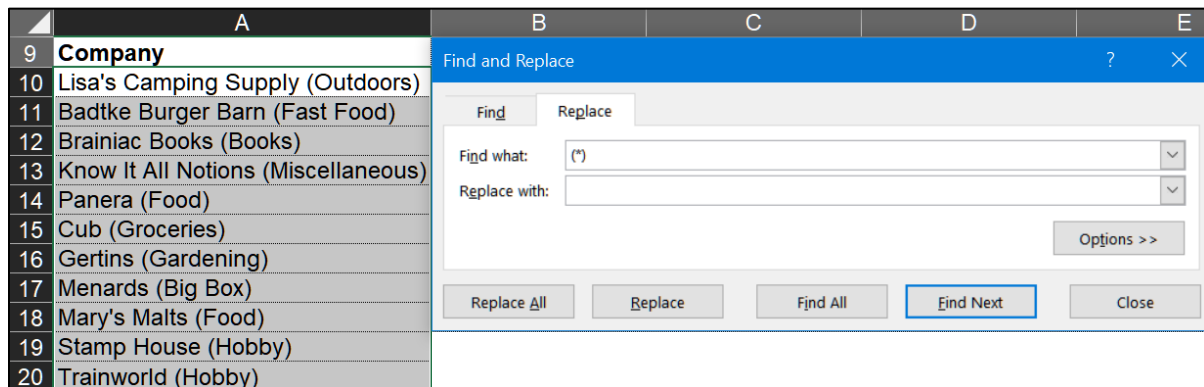 A B C D E
9 Company
10 Lisa's Camping Supply (Outdoors)
11 Badtke Burger Barn (Fast Food)
12 Brainiac Books (Books)
13 Know It All Notions (Miscellaneous)
14 Panera (Food)
15 Cub (Groceries)
16 Gertins (Gardening)
17 Menards (Big Box)
18 Mary's Malts (Food)
19 Stamp House (Hobby)
20 Trainworld (Hobby)
Find and Replace ? ×
Find Replace
Find what: (*)
Replace with:
Options >>
Replace All Replace Find All Find Next Close